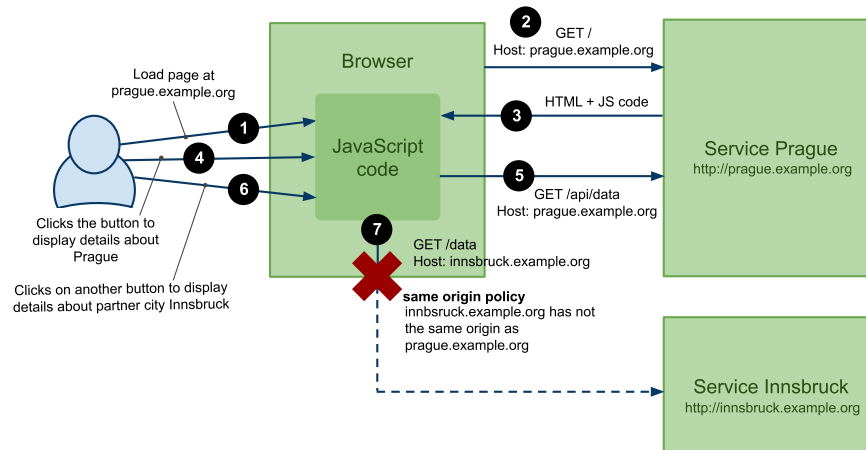 2
GET /
Host: prague.example.org
Browser
Load page at
prague.example.org
1
3
HTML + JS code
JavaScript
code
Service Prague
http://prague.example.org
4
5
GET /api/data
Host: prague.example.org
6
Clicks the button to
display details about
Prague
7
GET /data
Host: innsbruck.example.org
Clicks on another button to display
details about partner city Innsbruck
same origin policy
innbsruck.example.org has not
the same origin as
prague.example.org
Service Innsbruck
http://innsbruck.example.org